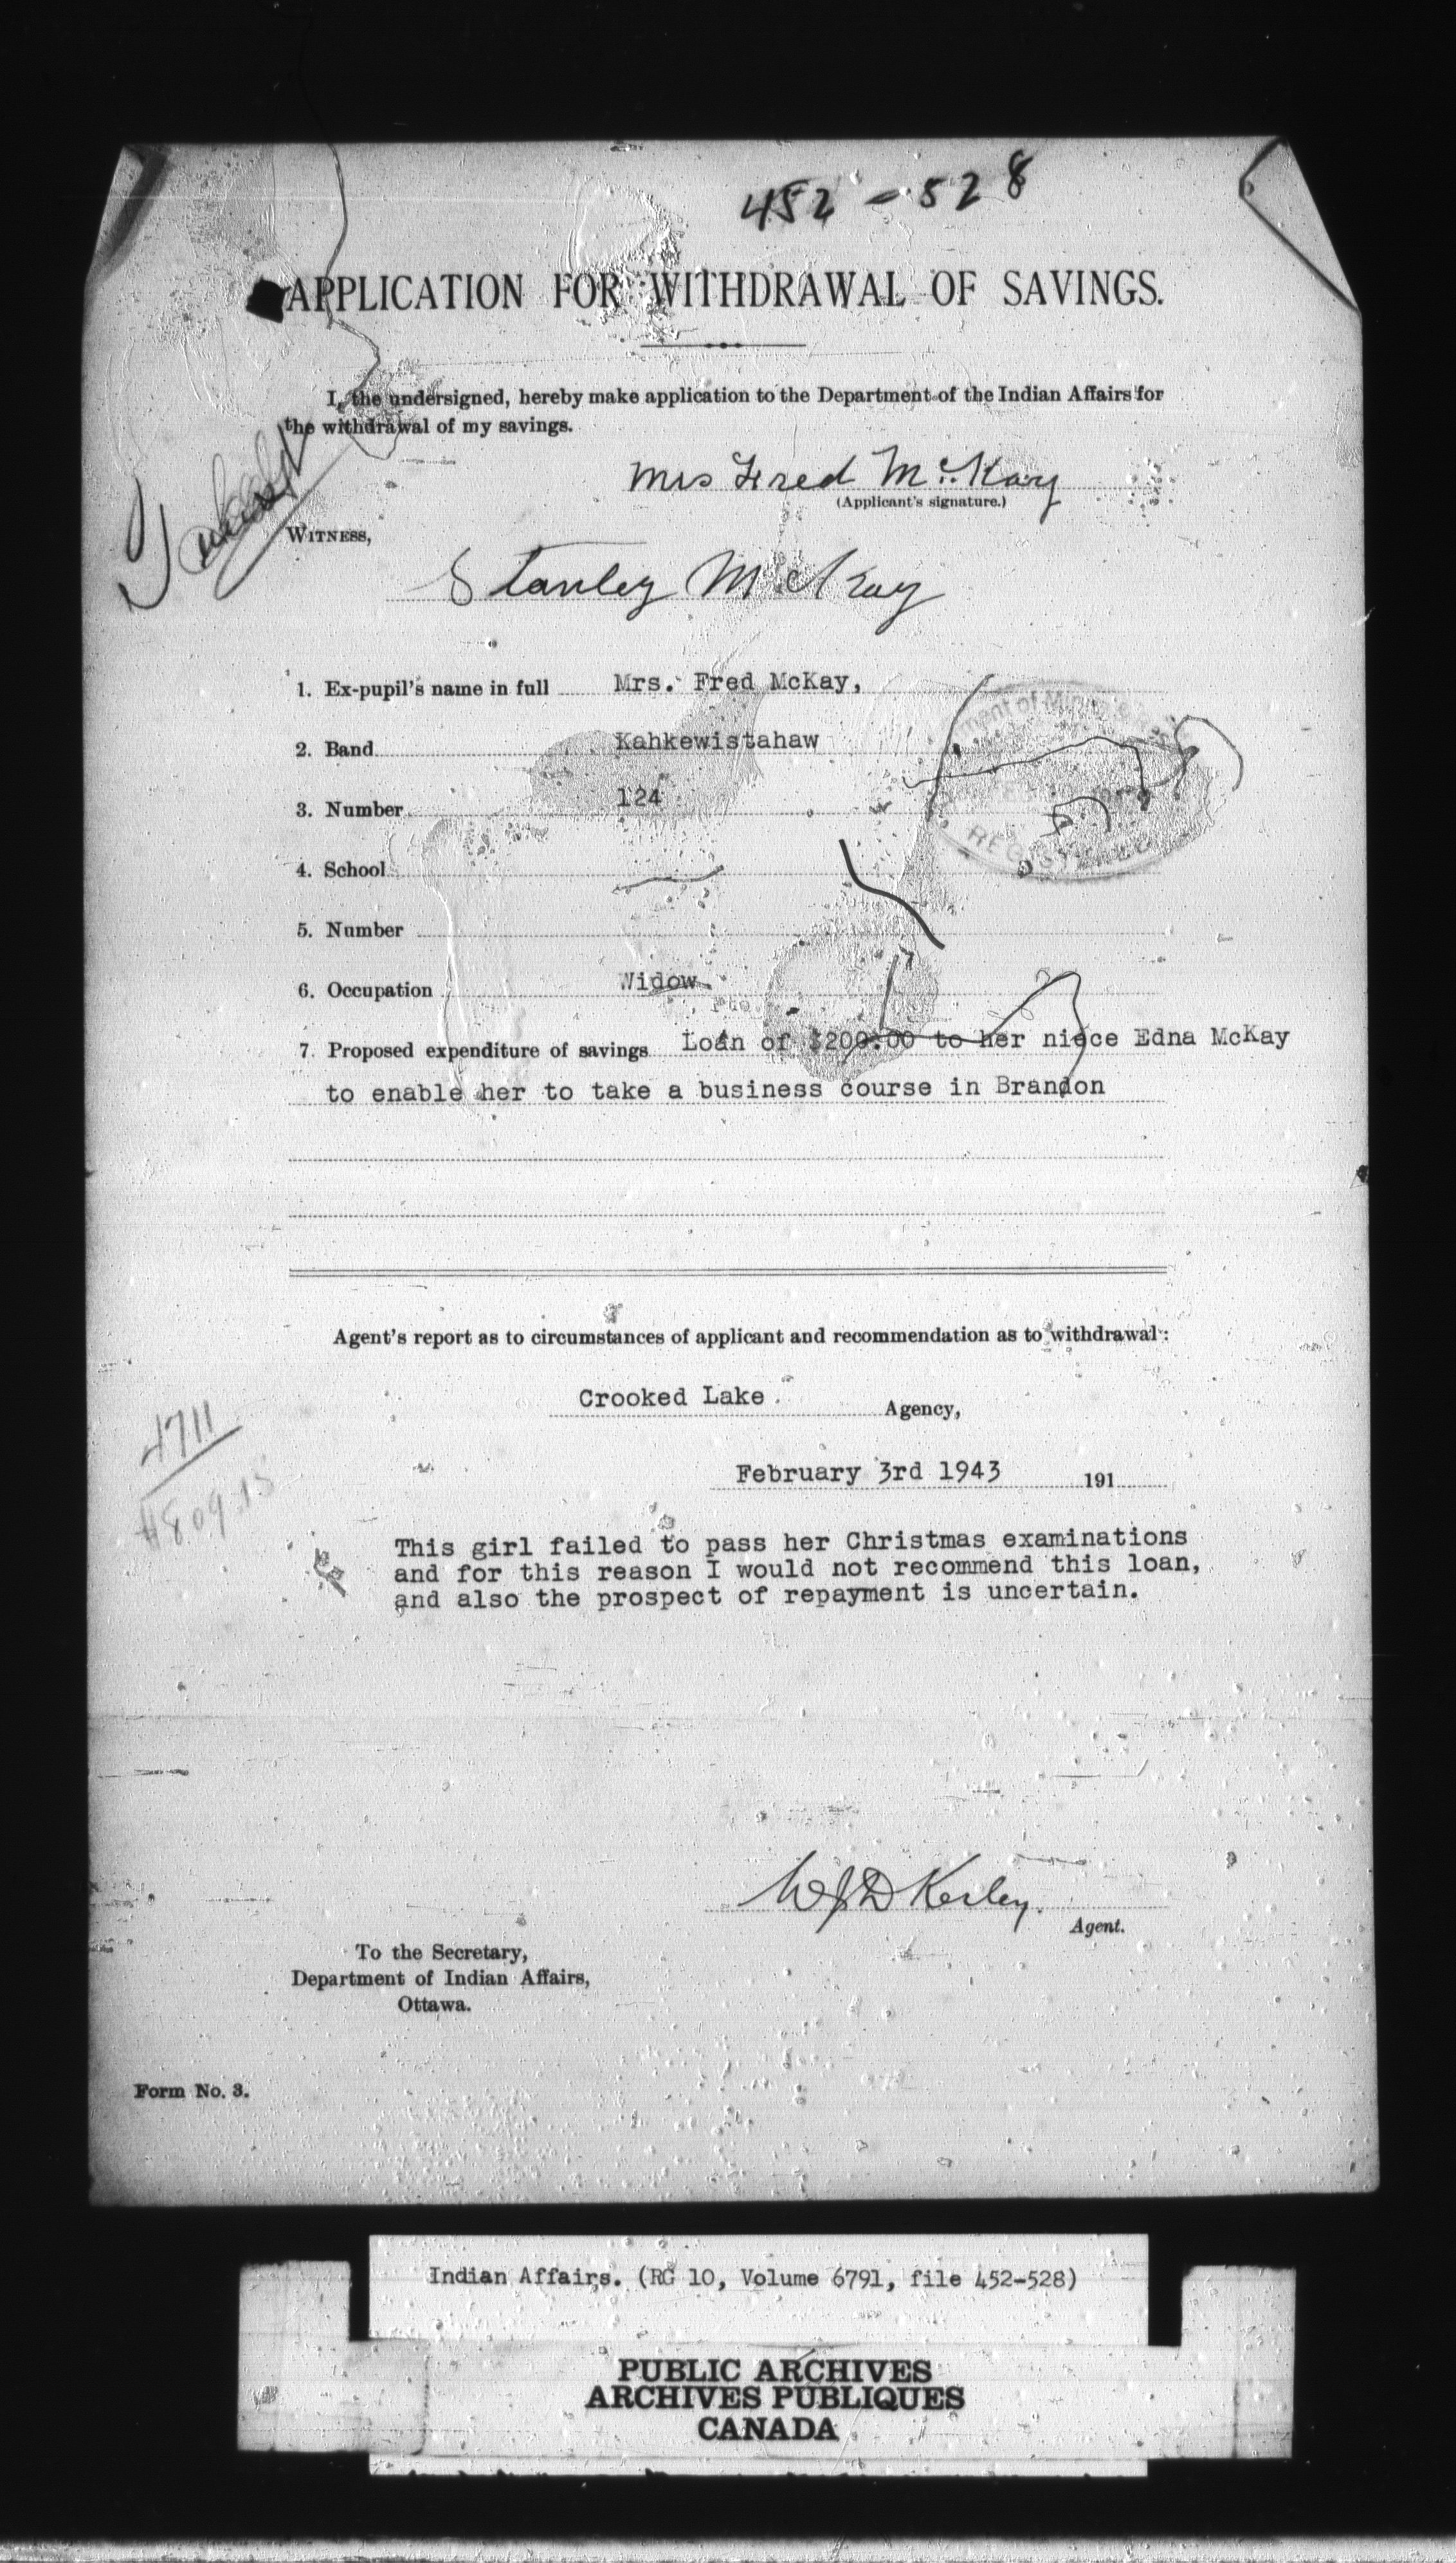 452-528
APPLICATION FOR WITHDRAWAL OF SAVINGS.
I, the undersigned, hereby make application to the Department of the Indian Affairs for
the withdrawal of my savings.
Mrs Fred McKay
(Applicant's signature.)
WITNESS,
Stanley McKay
1. Ex-pupil's name in full Mrs. Fred McKay,
2. Band Kahkewistahaw
3. Number 124
4. School
5. Number
6. Occupation Widow.
7. Proposed expenditure of savings Loan of $200.00 to her niece Edna McKay
to enable her to take a business course in Brandon
Agent's report as to circumstances of applicant and recommendation as to withdrawal:
Crooked Lake Agency,
February 3rd 1943 191
4711
This girl failed to pass her Christmas examinations
and for this reason I would not recommend this loan,
and also the prospect of repayment is uncertain.
Kerley.
Agent.
To the Secretary,
Department of Indian Affairs,
Ottawa.
Form No. 3.
Indian Affairs. (RG 10, Volume 6791, file 452-528)
PUBLIC ARCHIVES
ARCHIVES PUBLIQUES
CANADA